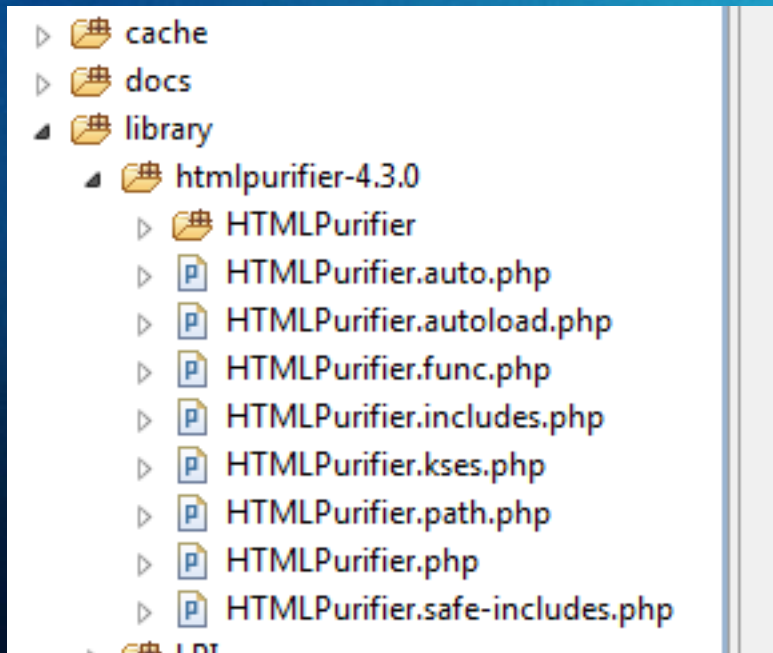 cache
docs
library
htmlpurifier-4.3.0
HTMLPurifier
HTMLPurifier.auto.php
HTMLPurifier.autoload.php
HTMLPurifier.func.php
HTMLPurifier.includes.php
HTMLPurifier.kses.php
HTMLPurifier.path.php
HTMLPurifier.php
HTMLPurifier.safe-includes.php